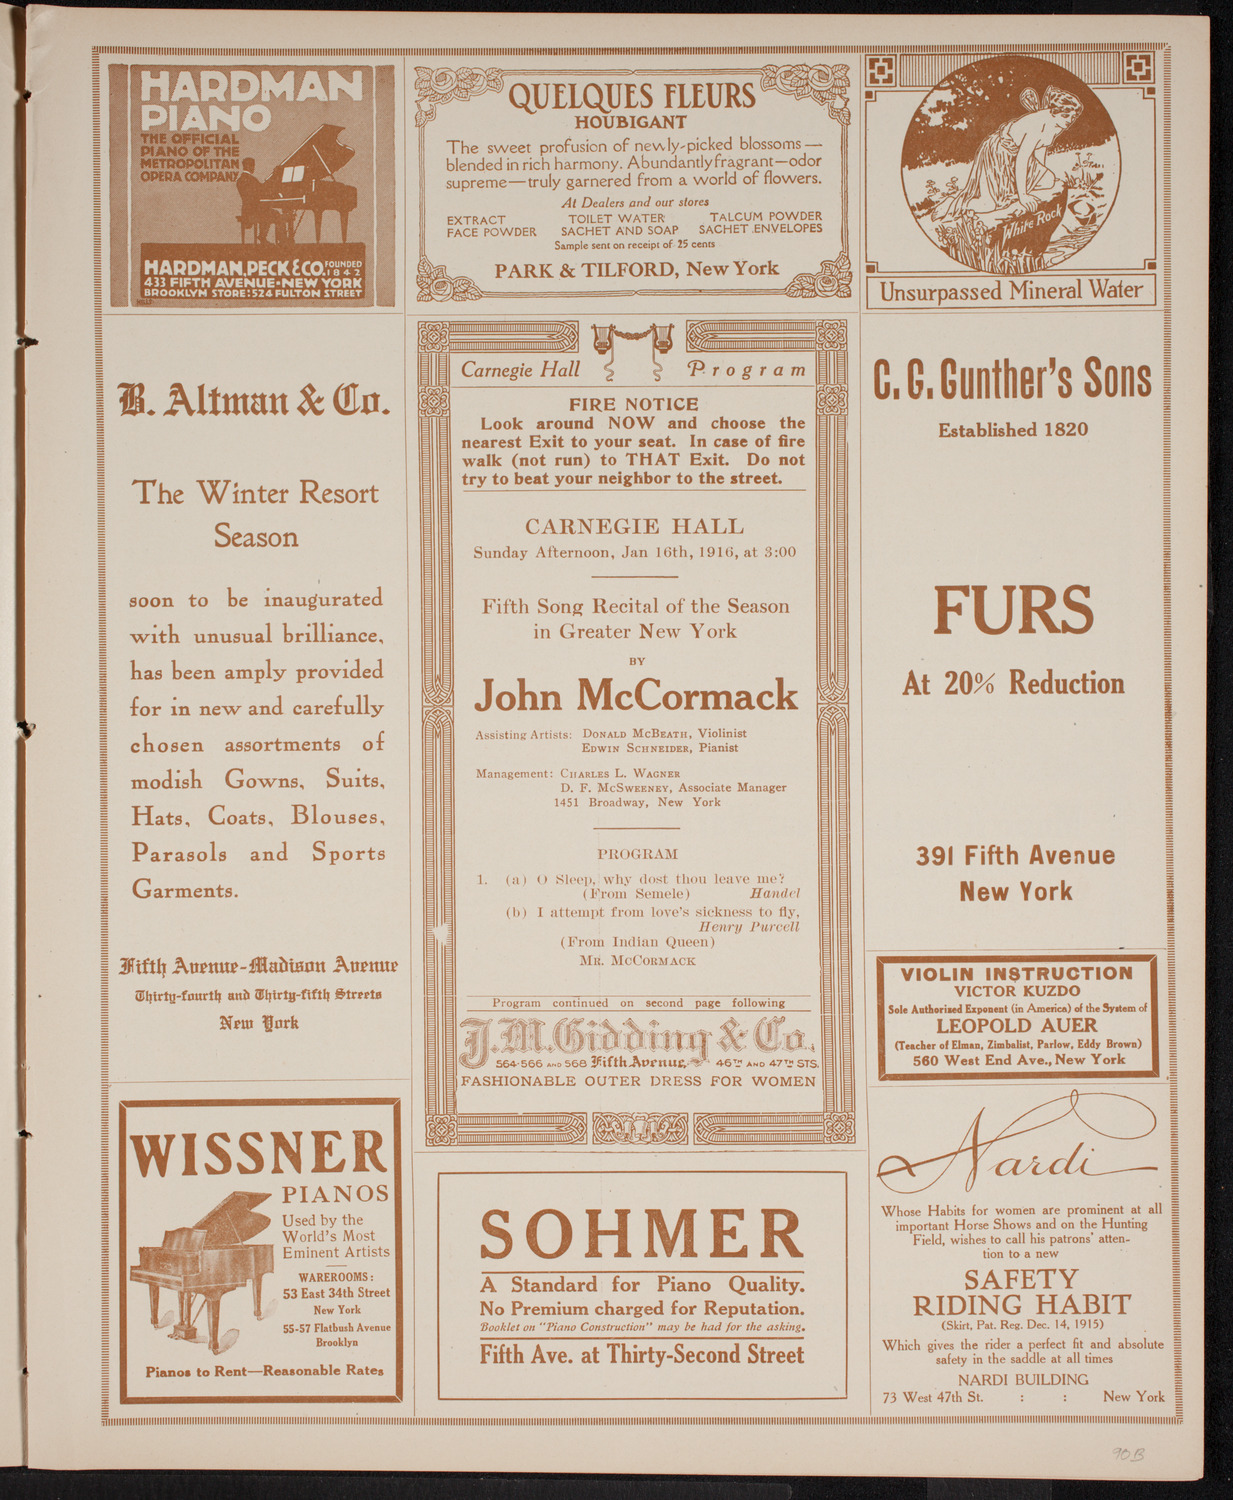 HARDMAN
PIANO
THE OFFICIAL
PIANO OF THE
METROPOLITAN
OPERA COMPANY
HARDMAN, PECK & CO. FOUNDED 1842
433 FIFTH AVENUE-NEW YORK
BROOKLYN STORE: 524 FULTON STREET
QUELQUES FLEURS
HOUBIGANT
The sweet profusion of newly-picked blossoms—
blended in rich harmony. Abundantly fragrant—odor
supreme—truly garnered from a world of flowers.
At Dealers and our stores
EXTRACT TOILET WATER TALCUM POWDER
FACE POWDER SACHET AND SOAP SACHET ENVELOPES
Sample sent on receipt of 25 cents
PARK & TILFORD, New York
White Rock
Unsurpassed Mineral Water
B. Altman & Co.
The Winter Resort
Season
soon to be inaugurated
with unusual brilliance,
has been amply provided
for in new and carefully
chosen assortments of
modish Gowns, Suits,
Hats, Coats, Blouses,
Parasols and Sports
Garments.
Fifth Avenue-Madison Avenue
Thirty-fourth and Thirty-fifth Streets
New York
WISSNER
PIANOS
Used by the
World's Most
Eminent Artists
WAREROOMS:
53 East 34th Street
New York
55-57 Flatbush Avenue
Brooklyn
Pianos to Rent—Reasonable Rates
Carnegie Hall Program
FIRE NOTICE
Look around NOW and choose the
nearest Exit to your seat. In case of fire
walk (not run) to THAT Exit. Do not
try to beat your neighbor to the street.
CARNEGIE HALL
Sunday Afternoon, Jan 16th, 1916, at 3:00
Fifth Song Recital of the Season
in Greater New York
BY
John McCormack
Assisting Artists: DONALD MCBEATH, Violinist
EDWIN SCHNEIDER, Pianist
Management: CHARLES L. WAGNER
D. F. MCSWEENEY, Associate Manager
1451 Broadway, New York
PROGRAM
1. (a) O Sleep, why dost thou leave me?
(From Semele) Handel
(b) I attempt from love's sickness to fly,
Henry Purcell
(From Indian Queen)
MR. MCCORMACK
Program continued on second page following
J.M. Gidding & Co.
564-566 AND 568 Fifth Avenue, 46TH AND 47TH STS.
FASHIONABLE OUTER DRESS FOR WOMEN
SOHMER
A Standard for Piano Quality.
No Premium charged for Reputation.
Booklet on "Piano Construction" may be had for the asking.
Fifth Ave. at Thirty-Second Street
C. G. Gunther's Sons
Established 1820
FURS
At 20% Reduction
391 Fifth Avenue
New York
VIOLIN INSTRUCTION
VICTOR KUZDO
Sole Authorized Exponent (in America) of the System of
LEOPOLD AUER
(Teacher of Elman, Zimbalist, Parlow, Eddy Brown)
560 West End Ave., New York
Nardi
Whose Habits for women are prominent at all
important Horse Shows and on the Hunting
Field, wishes to call his patrons' atten-
tion to a new
SAFETY
RIDING HABIT
(Skirt, Pat. Reg. Dec. 14, 1915)
Which gives the rider a perfect fit and absolute
safety in the saddle at all times
NARDI BUILDING
73 West 47th St. : : New York
90B